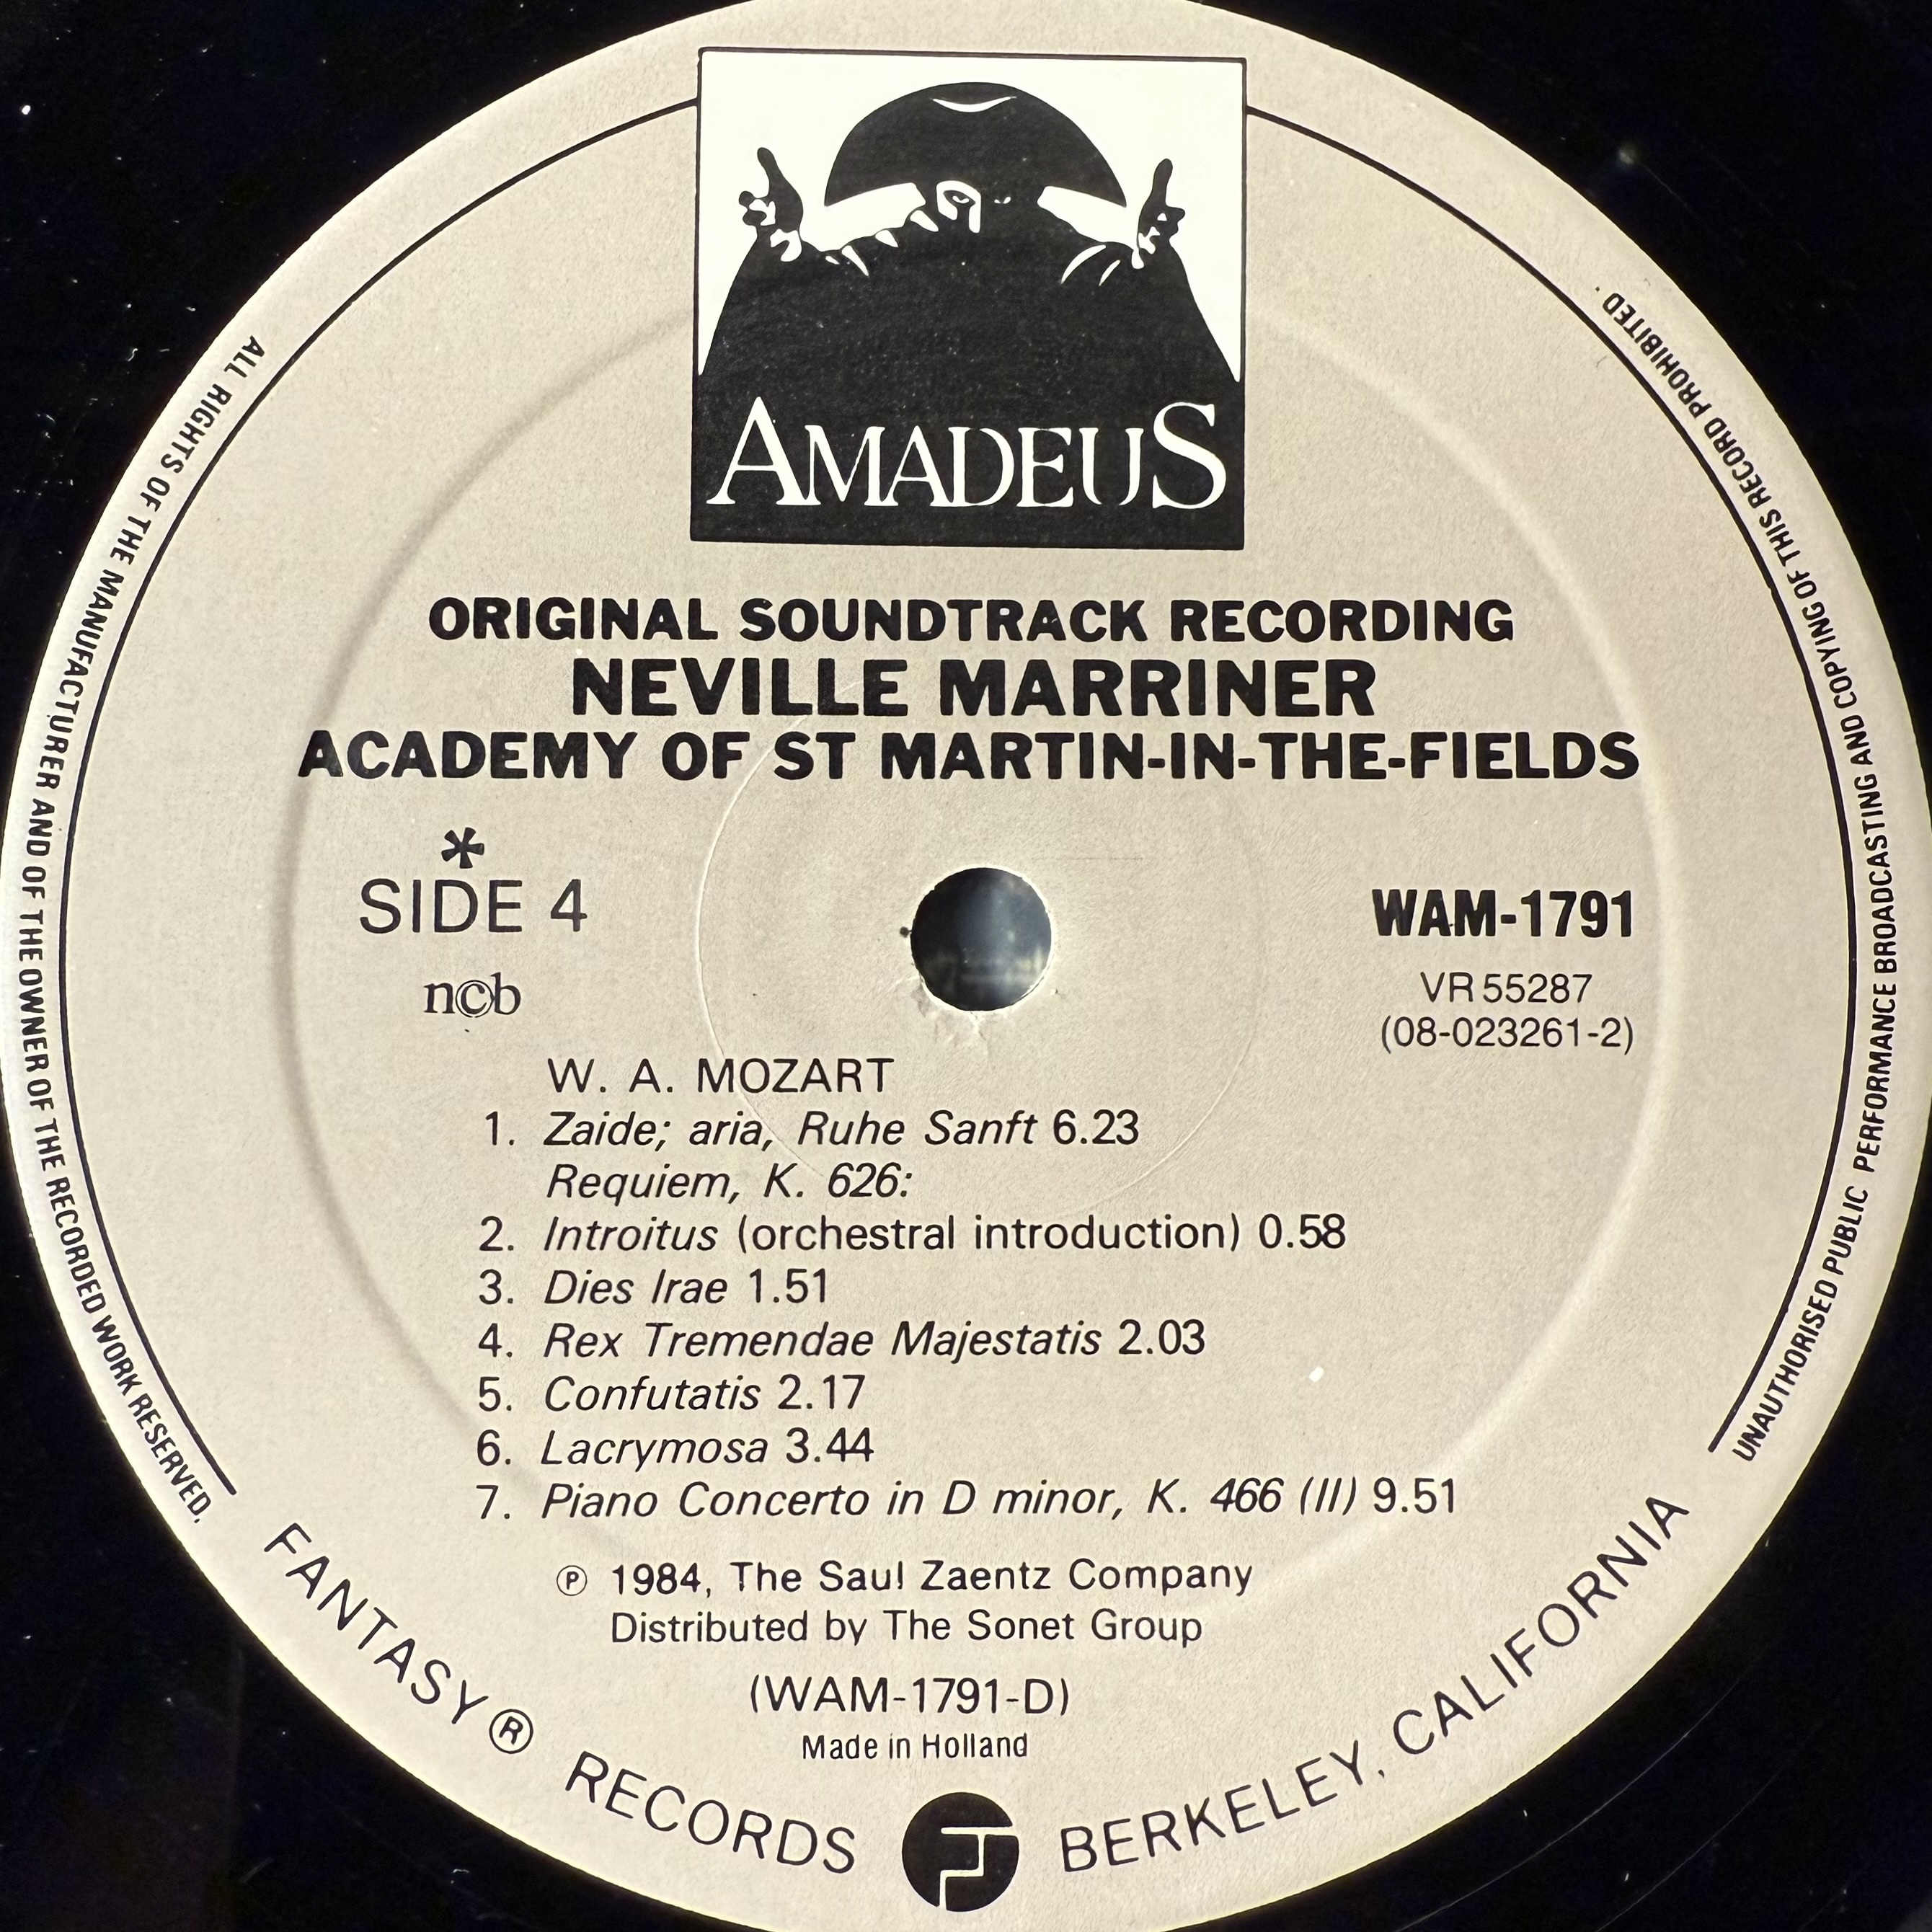 AMADEUS
ORIGINAL SOUNDTRACK RECORDING
NEVILLE MARRINER
ACADEMY OF ST MARTIN-IN-THE-FIELDS
*
SIDE 4
n©b
WAM-1791
VR 55287
(08-023261-2)
W. A. MOZART
1. Zaide; aria, Ruhe Sanft 6.23
Requiem, K. 626:
2. Introitus (orchestral introduction) 0.58
3. Dies Irae 1.51
4. Rex Tremendae Majestatis 2.03
5. Confutatis 2.17
6. Lacrymosa 3.44
7. Piano Concerto in D minor, K. 466 (II) 9.51
℗ 1984, The Saul Zaentz Company
Distributed by The Sonet Group
(WAM-1791-D)
Made in Holland
FANTASY® RECORDS BERKELEY, CALIFORNIA
ALL RIGHTS OF THE MANUFACTURER AND OF THE OWNER OF THE RECORDED WORK RESERVED.
UNAUTHORISED PUBLIC PERFORMANCE BROADCASTING AND COPYING OF THIS RECORD PROHIBITED.